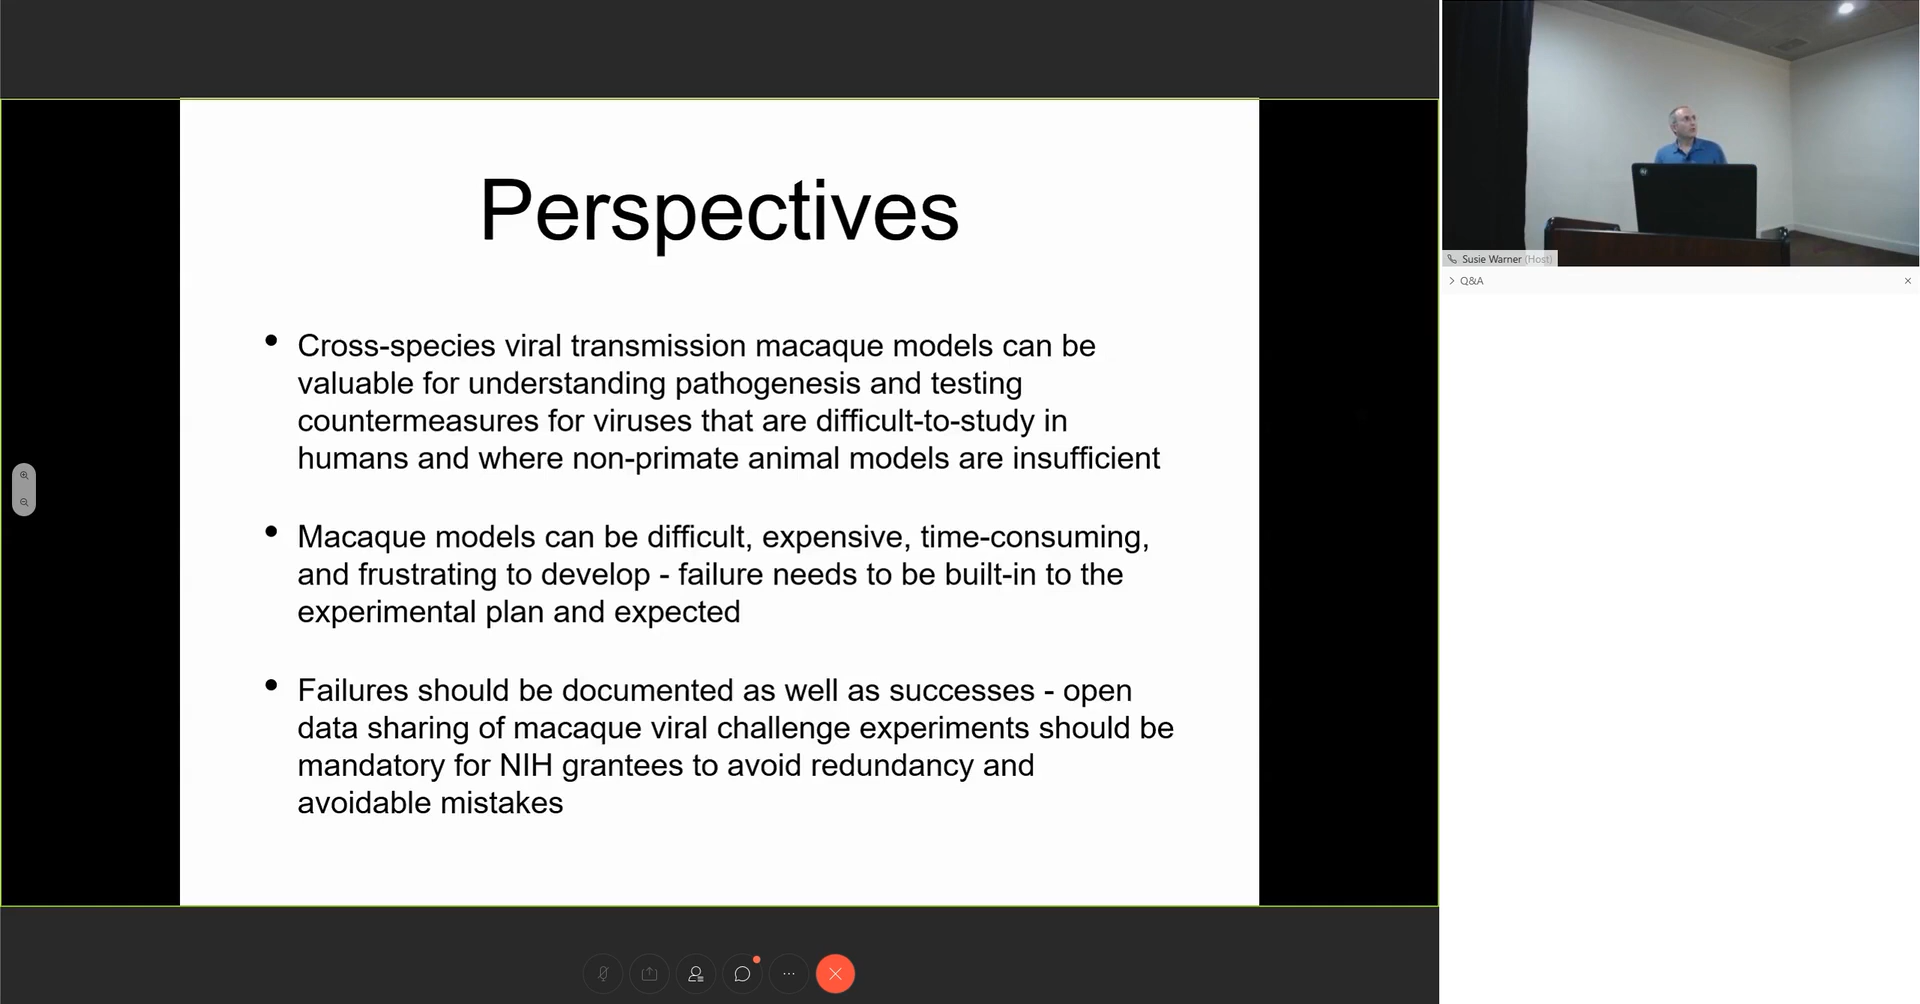 Perspectives
• Cross-species viral transmission macaque models can be
valuable for understanding pathogenesis and testing
countermeasures for viruses that are difficult-to-study in
humans and where non-primate animal models are insufficient
• Macaque models can be difficult, expensive, time-consuming,
and frustrating to develop - failure needs to be built-in to the
experimental plan and expected
• Failures should be documented as well as successes - open
data sharing of macaque viral challenge experiments should be
mandatory for NIH grantees to avoid redundancy and
avoidable mistakes
Susie Warner (Host)
Q&A